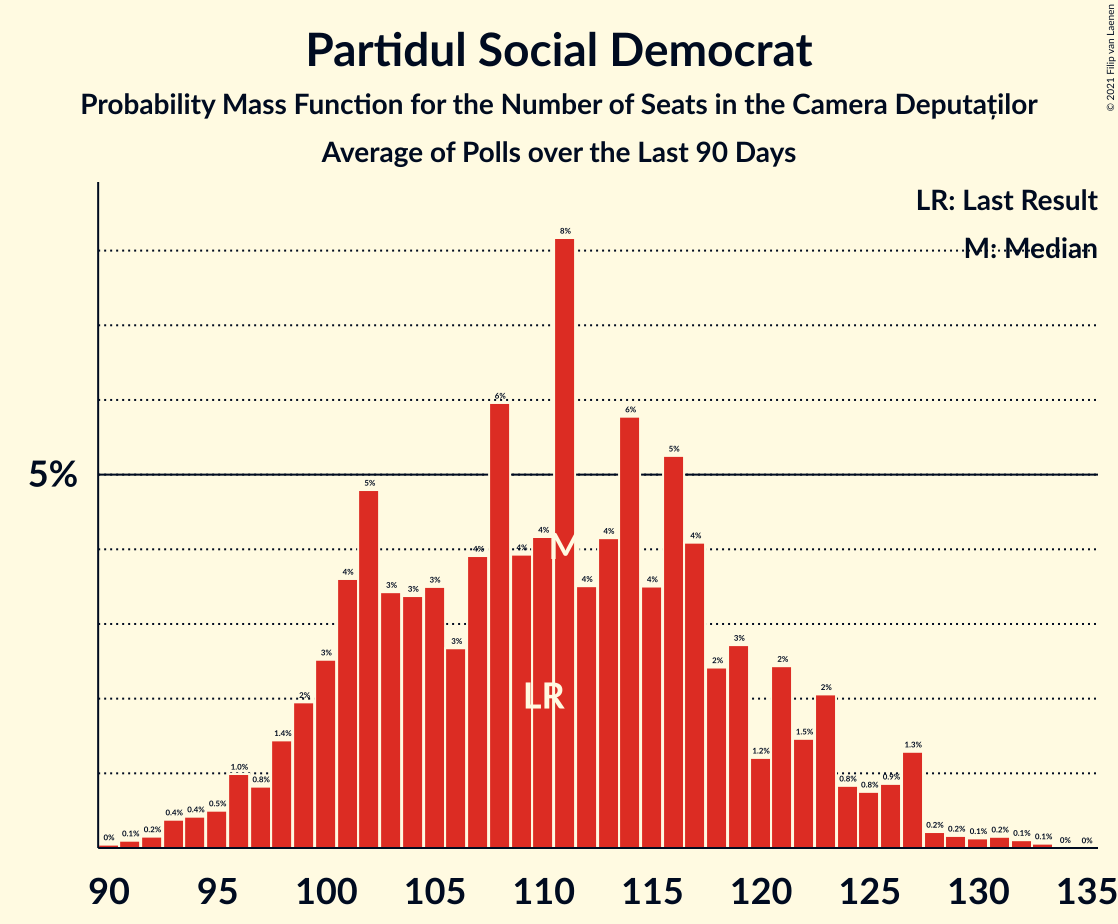 Partidul Social Democrat
Probability Mass Function for the Number of Seats in the Camera Deputaților
Average of Polls over the Last 90 Days
© 2021 Filip van Laenen
LR: Last Result
M: Median
5%
0% 0.1% 0.2% 0.4% 0.4% 0.5% 1.0% 0.8% 1.4% 2% 3% 4% 5% 3% 3% 3% 3% 4% 6% 4% 4% 8% 4% 4% 6% 4% 5% 4% 2% 3% 1.2% 2% 1.5% 2% 0.8% 0.8% 0.9% 1.3% 0.2% 0.2% 0.1% 0.2% 0.1% 0.1% 0% 0%
M
LR
90 95 100 105 110 115 120 125 130 135